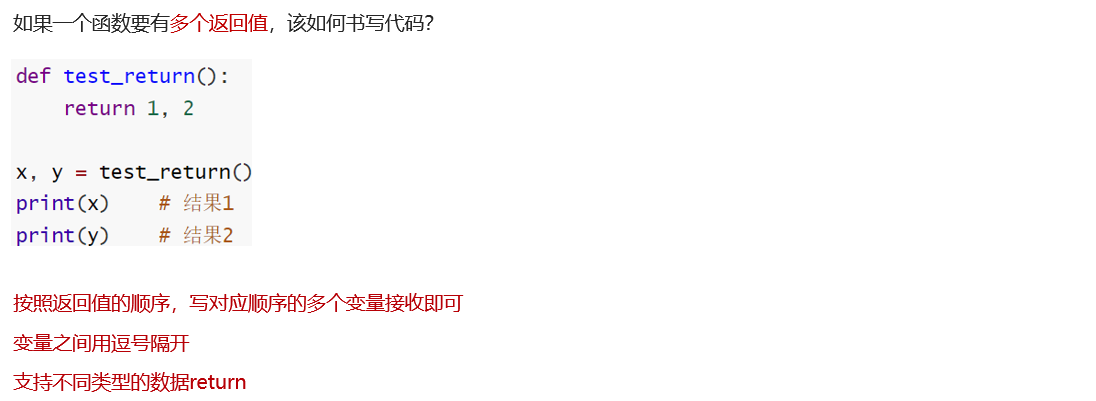 如果一个函数要有多个返回值，该如何书写代码？
def test_return():
    return 1, 2
x, y = test_return()
print(x)    # 结果1
print(y)    # 结果2
按照返回值的顺序，写对应顺序的多个变量接收即可
变量之间用逗号隔开
支持不同类型的数据return